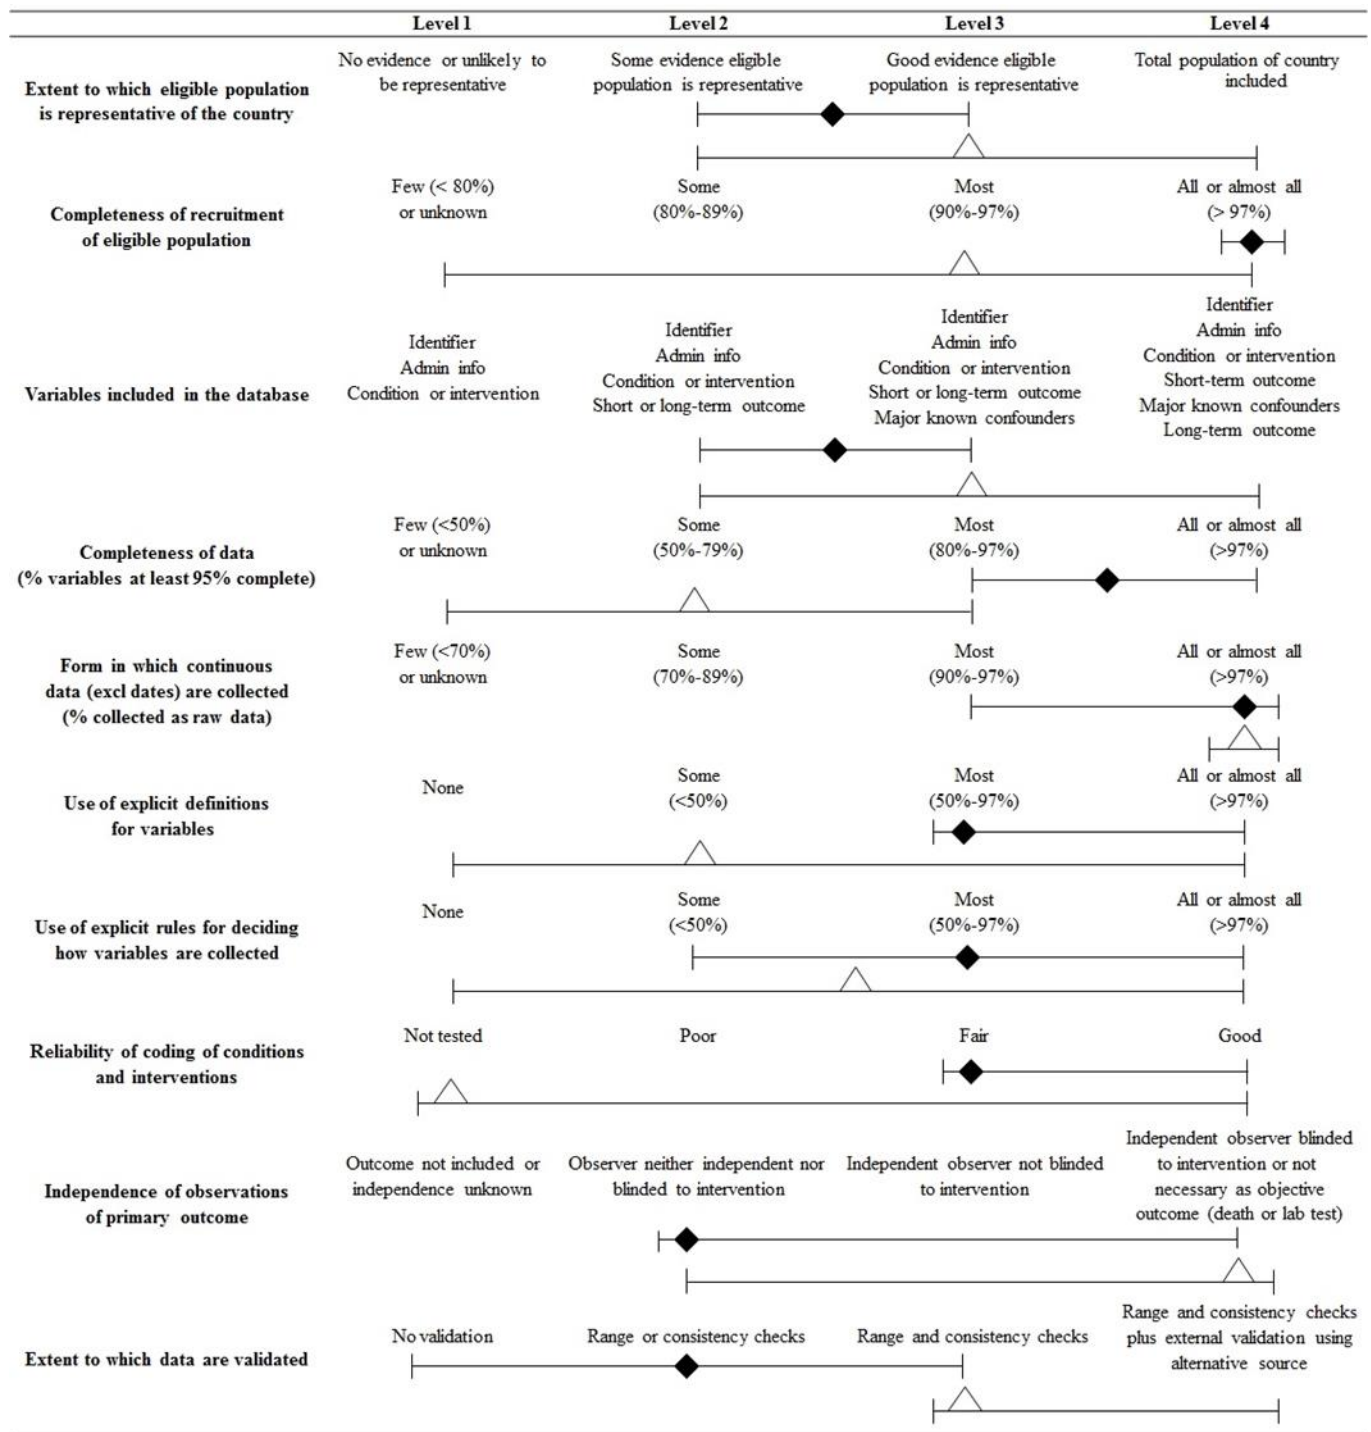 Level 1 Level 2 Level 3 Level 4
Extent to which eligible population
is representative of the country
No evidence or unlikely to
be representative
Some evidence eligible
population is representative
Good evidence eligible
population is representative
Total population of country
included
Completeness of recruitment
of eligible population
Few (< 80%)
or unknown
Some
(80%-89%)
Most
(90%-97%)
All or almost all
(> 97%)
Variables included in the database
Identifier
Admin info
Condition or intervention
Identifier
Admin info
Condition or intervention
Short or long-term outcome
Identifier
Admin info
Condition or intervention
Short or long-term outcome
Major known confounders
Identifier
Admin info
Condition or intervention
Short-term outcome
Major known confounders
Long-term outcome
Completeness of data
(% variables at least 95% complete)
Few (<50%)
or unknown
Some
(50%-79%)
Most
(80%-97%)
All or almost all
(>97%)
Form in which continuous
data (excl dates) are collected
(% collected as raw data)
Few (<70%)
or unknown
Some
(70%-89%)
Most
(90%-97%)
All or almost all
(>97%)
Use of explicit definitions
for variables
None
Some
(<50%)
Most
(50%-97%)
All or almost all
(>97%)
Use of explicit rules for deciding
how variables are collected
None
Some
(<50%)
Most
(50%-97%)
All or almost all
(>97%)
Reliability of coding of conditions
and interventions
Not tested
Poor
Fair
Good
Independence of observations
of primary outcome
Outcome not included or
independence unknown
Observer neither independent nor
blinded to intervention
Independent observer not blinded
to intervention
Independent observer blinded
to intervention or not
necessary as objective
outcome (death or lab test)
Extent to which data are validated
No validation
Range or consistency checks
Range and consistency checks
Range and consistency checks
plus external validation using
alternative source